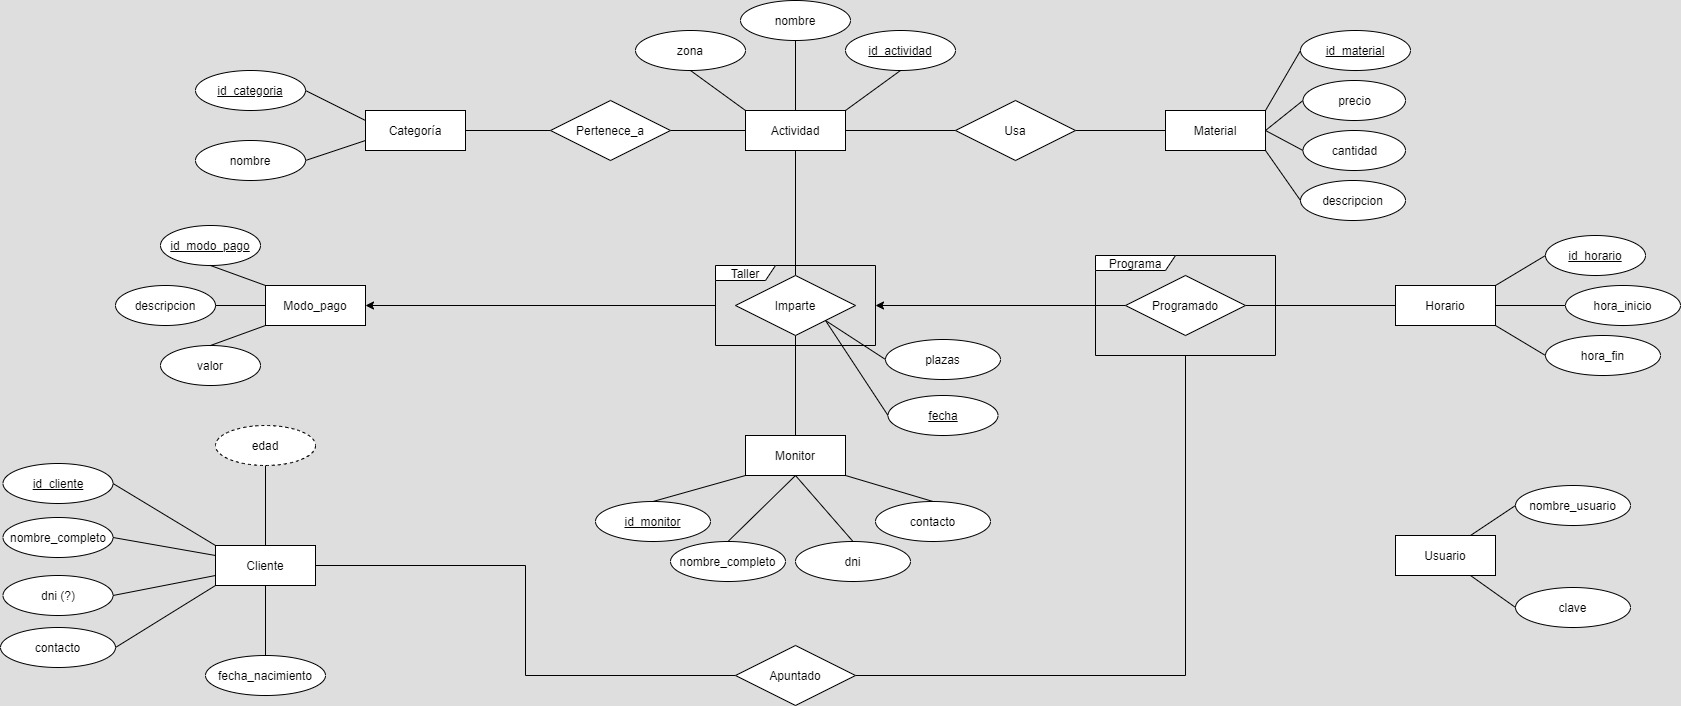 nombre
zona
id_actividad
id_material
id_categoria
precio
Categoría
Pertenece_a
Actividad
Usa
Material
nombre
cantidad
descripcion
id_modo_pago
Taller
Programa
id_horario
descripcion
Modo_pago
Imparte
Programado
Horario
hora_inicio
valor
plazas
hora_fin
fecha
edad
Monitor
id_cliente
nombre_usuario
id_monitor
contacto
nombre_completo
Cliente
nombre_completo
dni
Usuario
dni (?)
clave
contacto
fecha_nacimiento
Apuntado